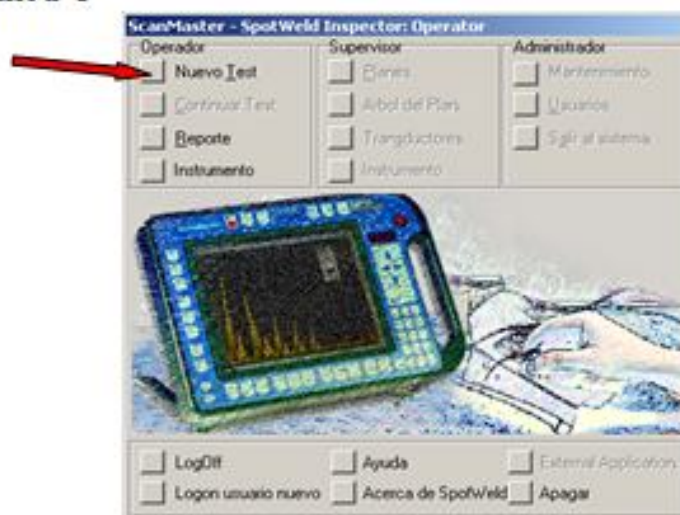 ScanMaster - SpotWeld Inspector: Operator
Operador
Nuevo Test
Continuar Test
Reporte
Instrumento
Supervisor
Planes
Arbol del Plan
Transductores
Instrumento
Administrador
Mantenimiento
Usuarios
Salir al sistema
LogOff
Ayuda
External Application
Logon usuario nuevo
Acerca de SpotWeld
Apagar